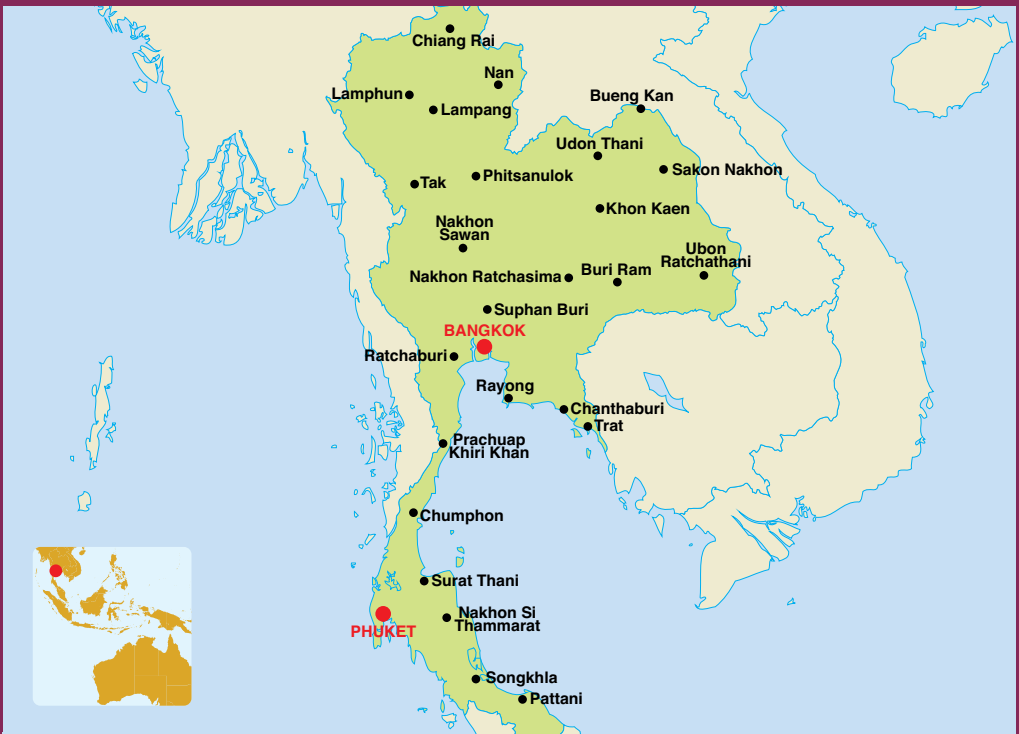 Chiang Rai
Nan
Lamphun
Lampang
Bueng Kan
Udon Thani
Sakon Nakhon
Phitsanulok
Tak
Khon Kaen
Nakhon
Sawan
Ubon
Ratchathani
Nakhon Ratchasima
Buri Ram
Suphan Buri
BANGKOK
Ratchaburi
Rayong
Chanthaburi
Trat
Prachuap
Khiri Khan
Chumphon
Surat Thani
Nakhon Si
Thammarat
PHUKET
Songkhla
Pattani